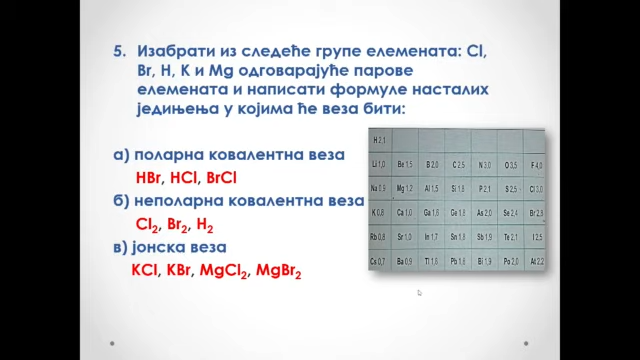 5. Изабрати из следеће групе елемената: Cl,
Br, H, K и Mg одговарајуће парове
елемената и написати формуле насталих
једињења у којима ће веза бити:
а) поларна ковалентна веза
HBr, HCl, BrCl
б) неполарна ковалентна веза
Cl₂, Br₂, H₂
в) јонска веза
KCl, KBr, MgCl₂, MgBr₂
H 2,1
Li 1,0 Be 1,5 B 2,0 C 2,5 N 3,0 O 3,5 F 4,0
Na 0,9 Mg 1,2 Al 1,5 Si 1,8 P 2,1 S 2,5 Cl 3,0
K 0,8 Ca 1,0 Ga 1,6 Ge 1,8 As 2,0 Se 2,4 Br 2,8
Rb 0,8 Sr 1,0 In 1,7 Sn 1,8 Sb 1,9 Te 2,1 I 2,5
Cs 0,7 Ba 0,9 Tl 1,8 Pb 1,8 Bi 1,9 Po 2,0 At 2,2